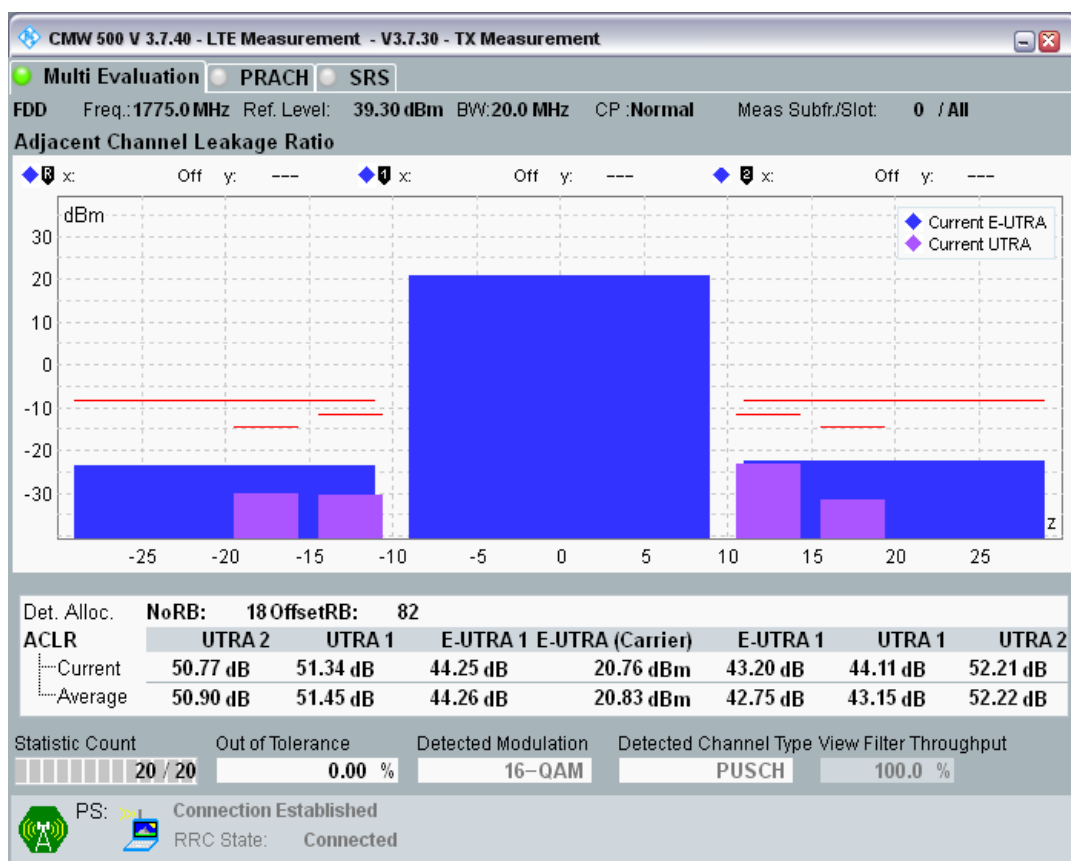 CMW 500 V 3.7.40 - LTE Measurement - V3.7.30 - TX Measurement
Multi Evaluation PRACH SRS
FDD Freq.: 1775.0 MHz Ref. Level: 39.30 dBm BW: 20.0 MHz CP : Normal Meas Subfr./Slot: 0 / All
Adjacent Channel Leakage Ratio
R x: Off y: --- 1 x: Off y: --- 2 x: Off y: ---
dBm
Current E-UTRA
Current UTRA
30
20
10
0
-10
-20
-30
z
-25 -20 -15 -10 -5 0 5 10 15 20 25
Det. Alloc. NoRB: 18 OffsetRB: 82
ACLR UTRA 2 UTRA 1 E-UTRA 1 E-UTRA (Carrier) E-UTRA 1 UTRA 1 UTRA 2
Current 50.77 dB 51.34 dB 44.25 dB 20.76 dBm 43.20 dB 44.11 dB 52.21 dB
Average 50.90 dB 51.45 dB 44.26 dB 20.83 dBm 42.75 dB 43.15 dB 52.22 dB
Statistic Count Out of Tolerance Detected Modulation Detected Channel Type View Filter Throughput
20 / 20 0.00 % 16-QAM PUSCH 100.0 %
PS: Connection Established
RRC State: Connected